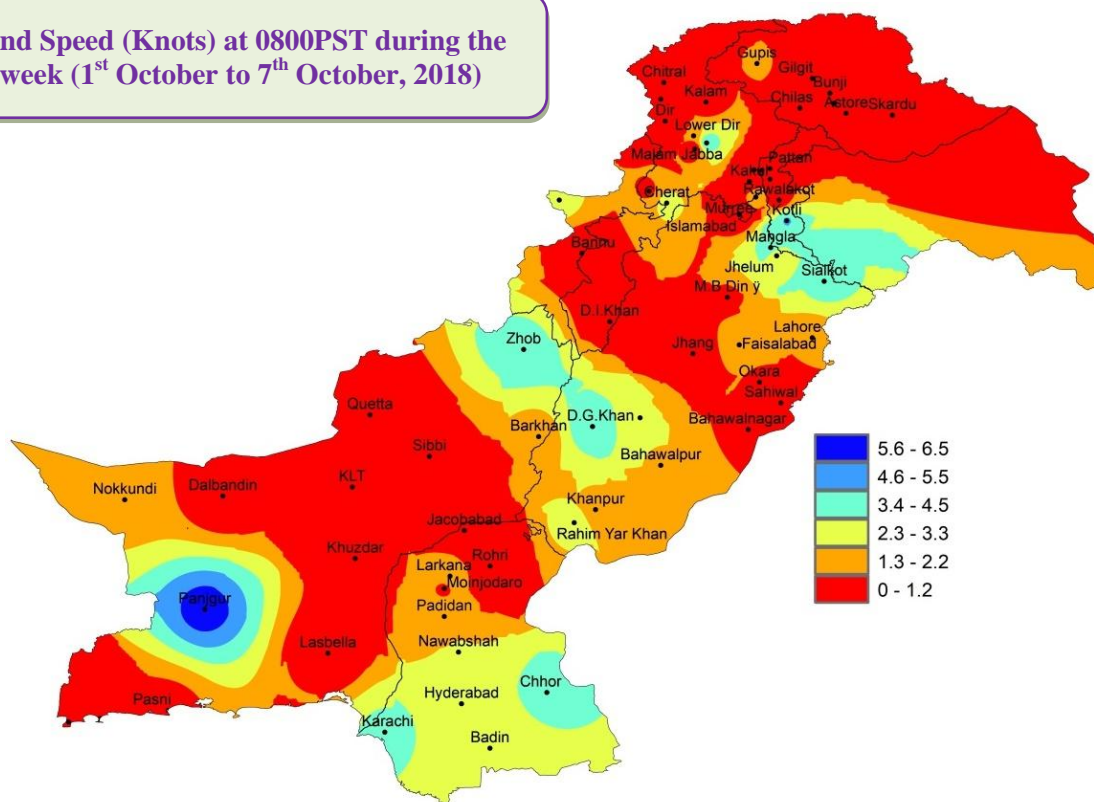 nd Speed (Knots) at 0800PST during the
week (1st October to 7th October, 2018)
Gupis
Gilgit
Chitral
Bunji
Kalam
Chilas
Astore
Skardu
Dir
Lower Dir
Malam Jabba
Pattan
Kakul
Cherat
Rawalakot
Murree
Kotli
Islamabad
Mangla
Bannu
Jhelum
Sialkot
M B Din ÿ
D.I.Khan
Lahore
Zhob
Jhang
Faisalabad
Okara
Sahiwal
Quetta
D.G.Khan
Bahawalnagar
Barkhan
Sibbi
Bahawalpur
Nokkundi
Dalbandin
KLT
Khanpur
Jacobabad
Rahim Yar Khan
Khuzdar
Rohri
Larkana
Moinjodaro
Panjgur
Padidan
Lasbella
Nawabshah
Pasni
Hyderabad
Chhor
Karachi
Badin
5.6 - 6.5
4.6 - 5.5
3.4 - 4.5
2.3 - 3.3
1.3 - 2.2
0 - 1.2